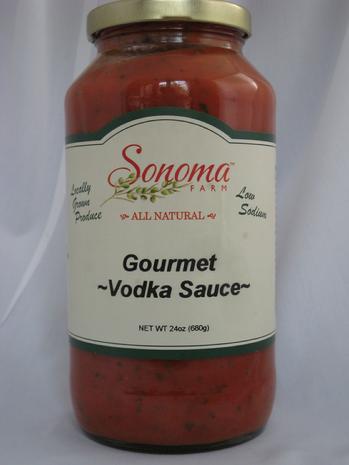 Sonoma™
FARM
Locally
Grown
Produce
Low
Sodium
ALL NATURAL
Gourmet
~Vodka Sauce~
NET WT 24oz (680g)